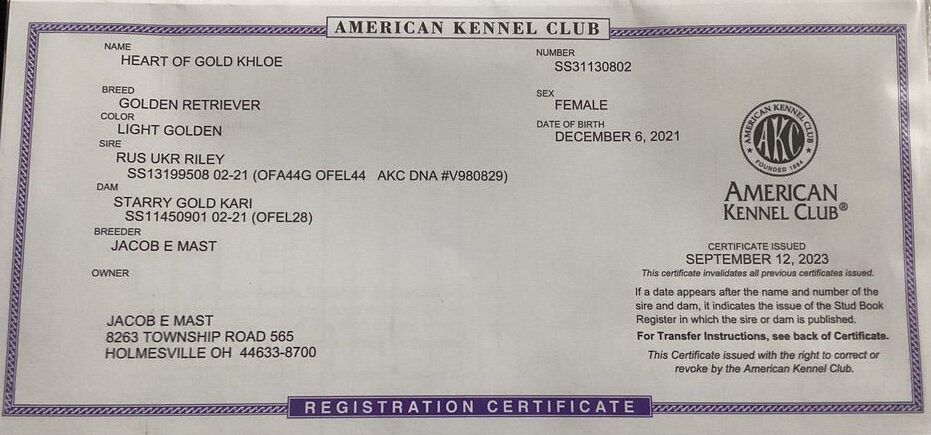 AMERICAN KENNEL CLUB
NAME
HEART OF GOLD KHLOE
NUMBER
SS31130802
BREED
GOLDEN RETRIEVER
SEX
FEMALE
COLOR
LIGHT GOLDEN
DATE OF BIRTH
DECEMBER 6, 2021
SIRE
RUS UKR RILEY
SS13199508 02-21 (OFA44G OFEL44 AKC DNA #V980829)
DAM
STARRY GOLD KARI
SS11450901 02-21 (OFEL28)
BREEDER
JACOB E MAST
OWNER
JACOB E MAST
8263 TOWNSHIP ROAD 565
HOLMESVILLE OH 44633-8700
AMERICAN KENNEL CLUB
AKC
FOUNDED 1884
AMERICAN
KENNEL CLUB®
CERTIFICATE ISSUED
SEPTEMBER 12, 2023
This certificate invalidates all previous certificates issued.
If a date appears after the name and number of the
sire and dam, it indicates the issue of the Stud Book
Register in which the sire or dam is published.
For Transfer Instructions, see back of Certificate.
This Certificate issued with the right to correct or
revoke by the American Kennel Club.
REGISTRATION CERTIFICATE